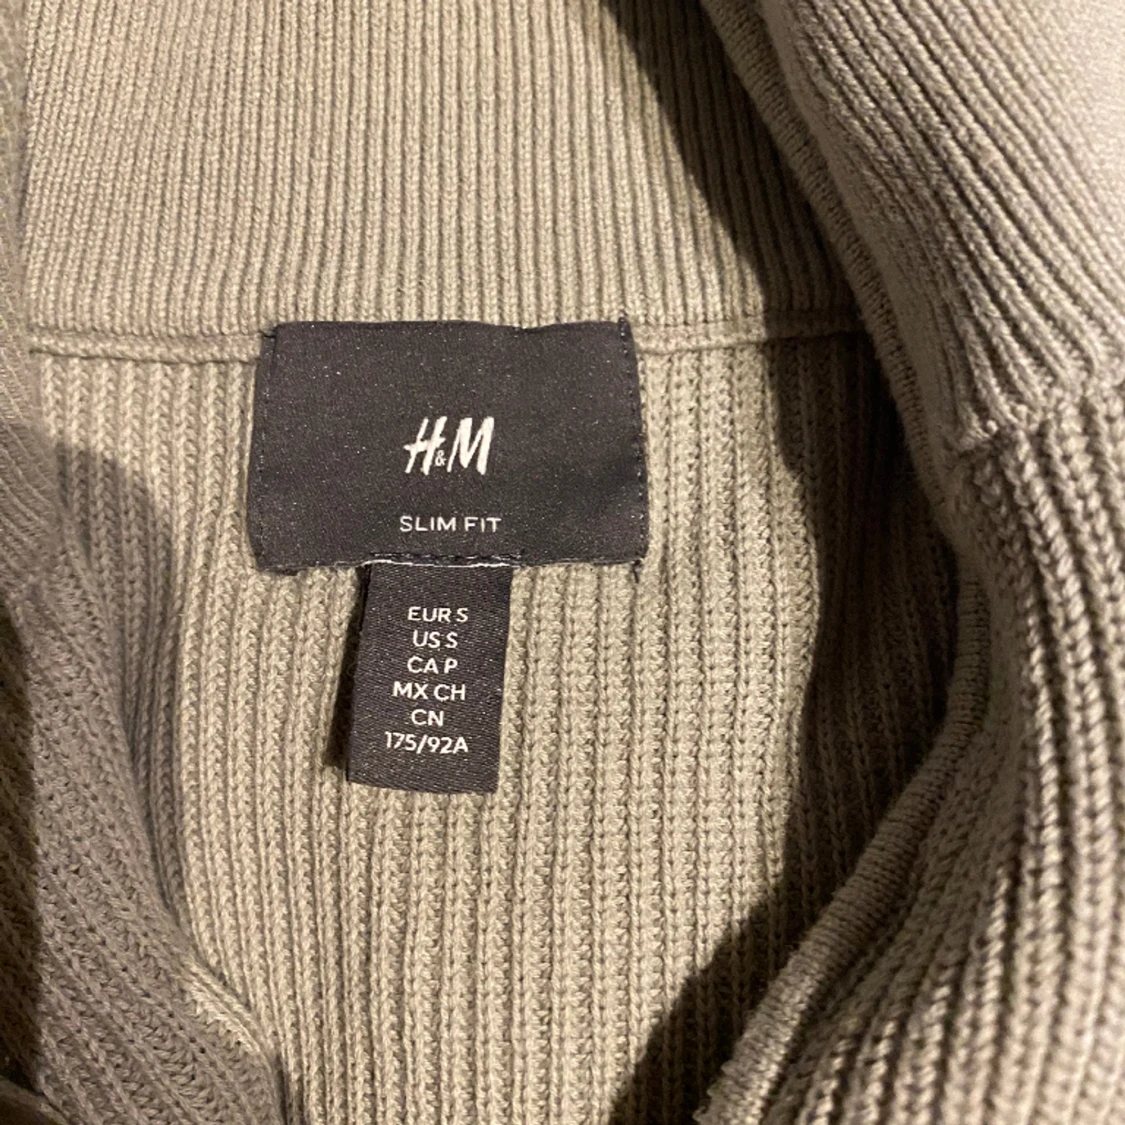 H&M
SLIM FIT
EUR S
US S
CA P
MX CH
CN
175/92A